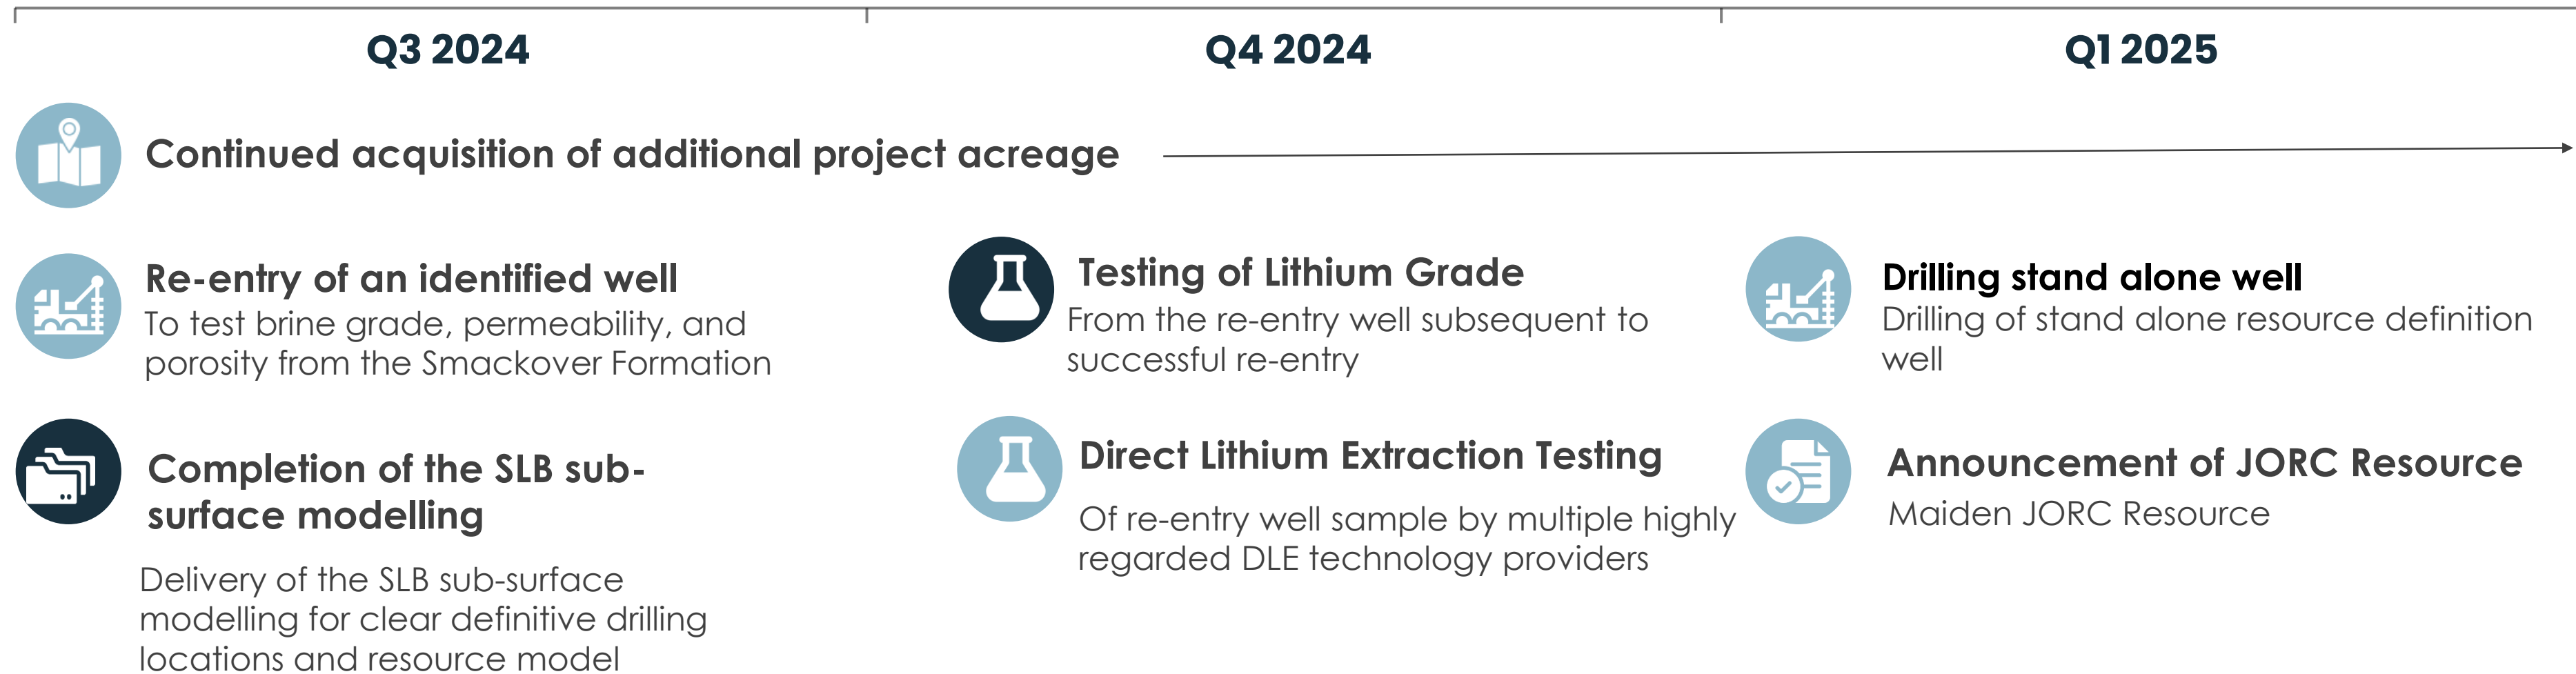 Q3 2024
Q4 2024
Q1 2025
Continued acquisition of additional project acreage
Re-entry of an identified well
To test brine grade, permeability, and
porosity from the Smackover Formation
Completion of the SLB sub-
surface modelling
Delivery of the SLB sub-surface
modelling for clear definitive drilling
locations and resource model
Testing of Lithium Grade
From the re-entry well subsequent to
successful re-entry
Direct Lithium Extraction Testing
Of re-entry well sample by multiple highly
regarded DLE technology providers
Drilling stand alone well
Drilling of stand alone resource definition
well
Announcement of JORC Resource
Maiden JORC Resource